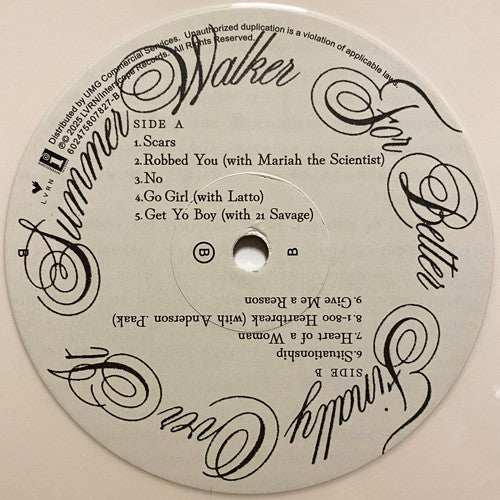 Summer Walker
Finally Over It
For Better
Distributed by UMG Commercial Services. Unauthorized duplication is a violation of applicable laws.
℗© 2025 LVRN/Interscope Records. All Rights Reserved.
602475807827-B
LVRN
i
SIDE A
1.Scars
2.Robbed You (with Mariah the Scientist)
3.No
4.Go Girl (with Latto)
5.Get Yo Boy (with 21 Savage)
B
B
B
SIDE B
6.Situationship
7.Heart of a Woman
8.1-800 Heartbreak (with Anderson .Paak)
9.Give Me a Reason